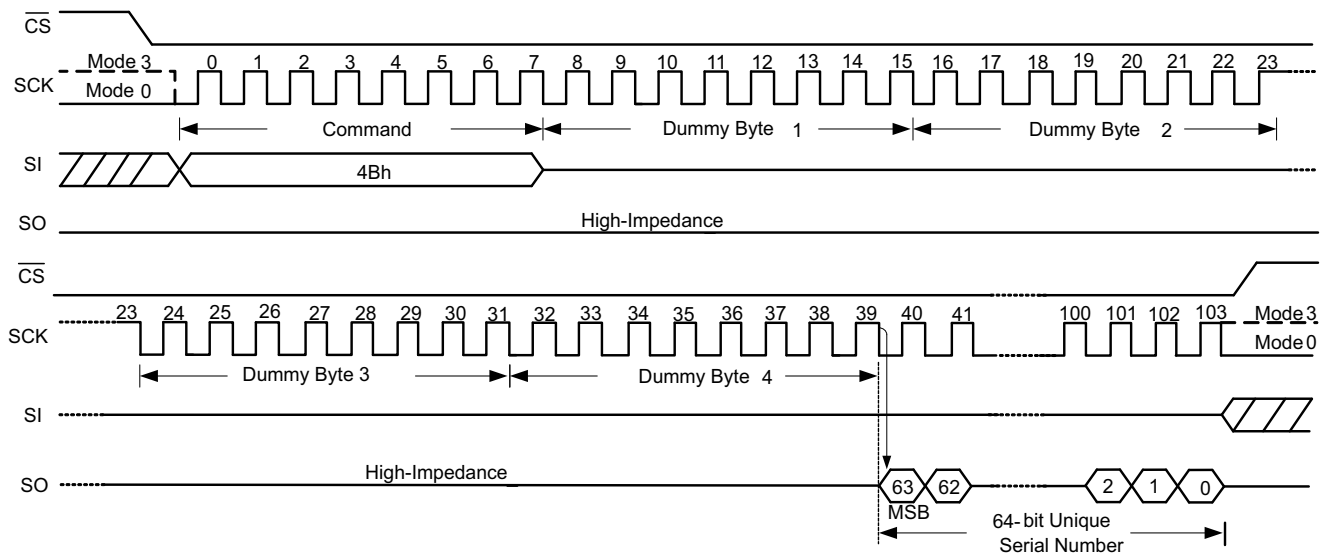 CS
Mode 3
0 1 2 3 4 5 6 7 8 9 10 11 12 13 14 15 16 17 18 19 20 21 22 23
SCK
Mode 0
Command
Dummy Byte 1
Dummy Byte 2
SI
4Bh
SO
High-Impedance
CS
23 24 25 26 27 28 29 30 31 32 33 34 35 36 37 38 39 40 41 100 101 102 103
Mode 3
SCK
Mode 0
Dummy Byte 3
Dummy Byte 4
SI
High-Impedance
SO
63 62 2 1 0
MSB
64-bit Unique
Serial Number